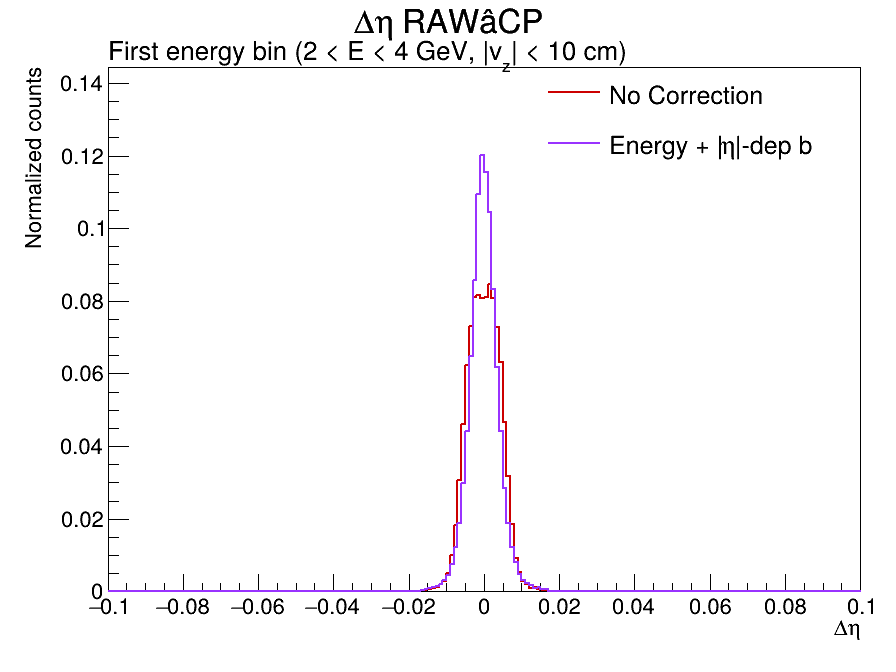 Δη RAWâCP
First energy bin (2 < E < 4 GeV, |v_z| < 10 cm)
Normalized counts
No Correction
Energy + |η|-dep b
0.14
0.12
0.1
0.08
0.06
0.04
0.02
0
−0.1 −0.08 −0.06 −0.04 −0.02 0 0.02 0.04 0.06 0.08 0.1
Δη